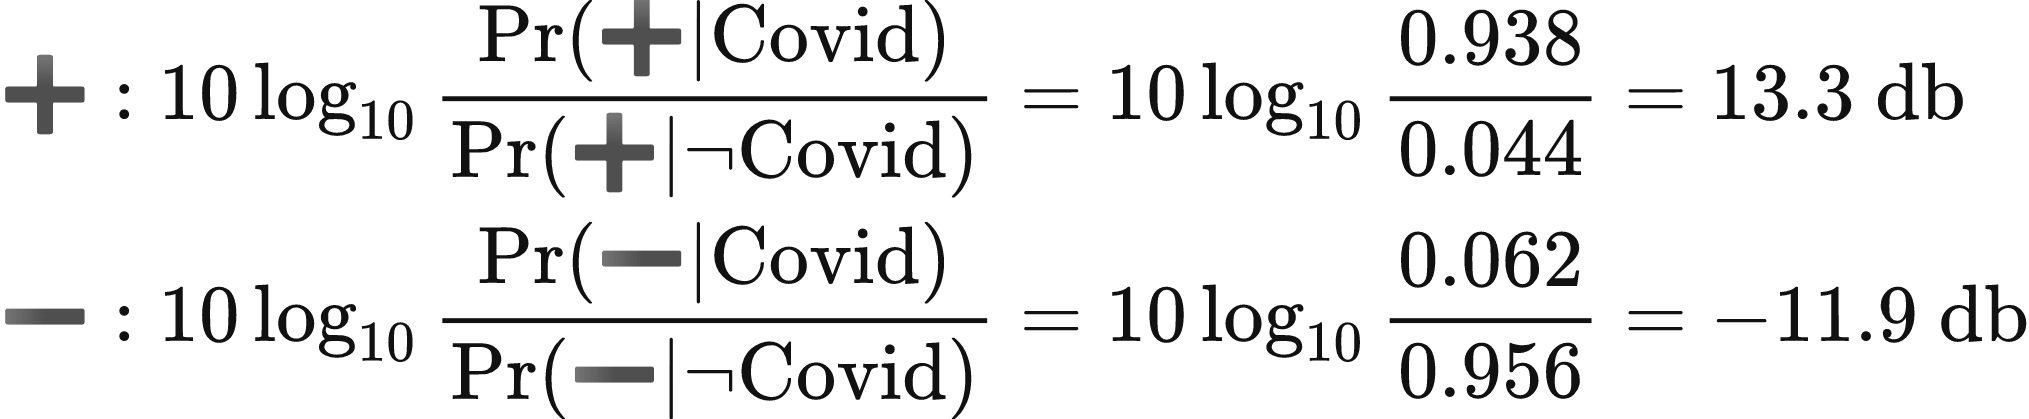 ➕ : 10 log₁₀ Pr(➕|Covid) / Pr(➕|¬Covid) = 10 log₁₀ 0.938 / 0.044 = 13.3 db
➖ : 10 log₁₀ Pr(➖|Covid) / Pr(➖|¬Covid) = 10 log₁₀ 0.062 / 0.956 = −11.9 db